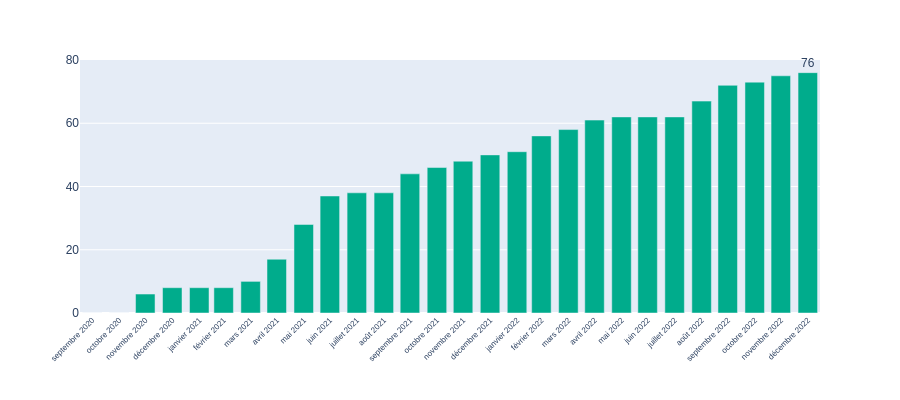 80
76
60
40
20
0
septembre 2020
octobre 2020
novembre 2020
décembre 2020
janvier 2021
février 2021
mars 2021
avril 2021
mai 2021
juin 2021
juillet 2021
août 2021
septembre 2021
octobre 2021
novembre 2021
décembre 2021
janvier 2022
février 2022
mars 2022
avril 2022
mai 2022
juin 2022
juillet 2022
août 2022
septembre 2022
octobre 2022
novembre 2022
décembre 2022